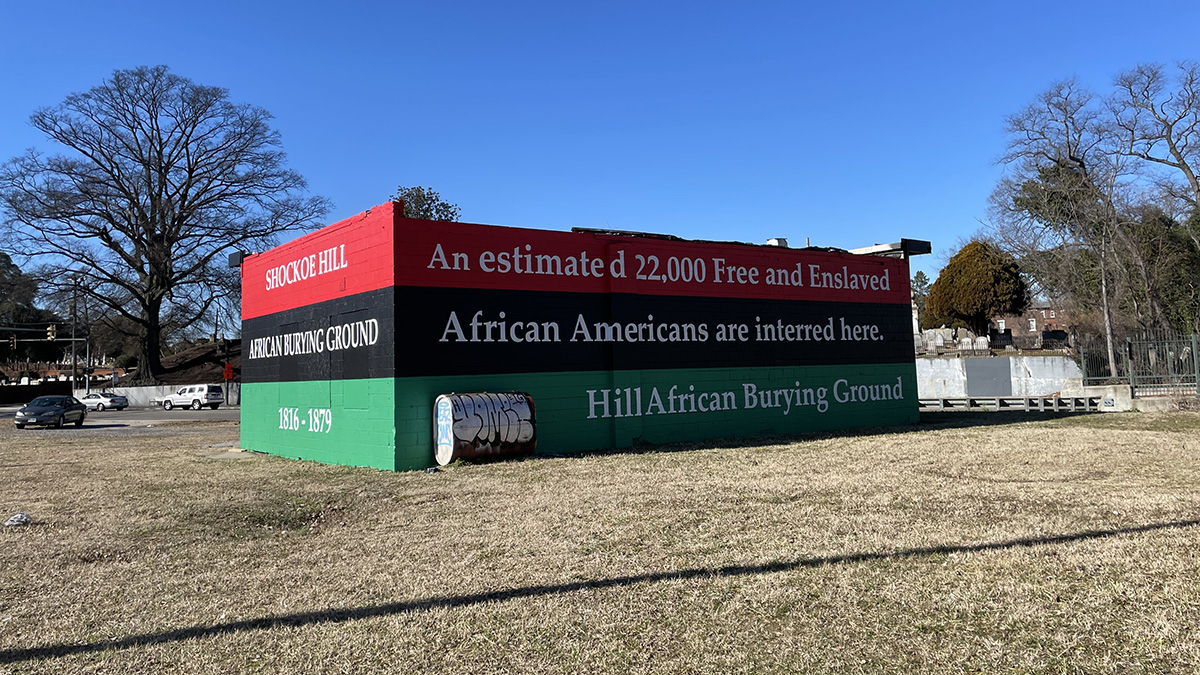 SHOCKOE HILL
AFRICAN BURYING GROUND
1816 - 1879
An estimated 22,000 Free and Enslaved
African Americans are interred here.
Hill African Burying Ground